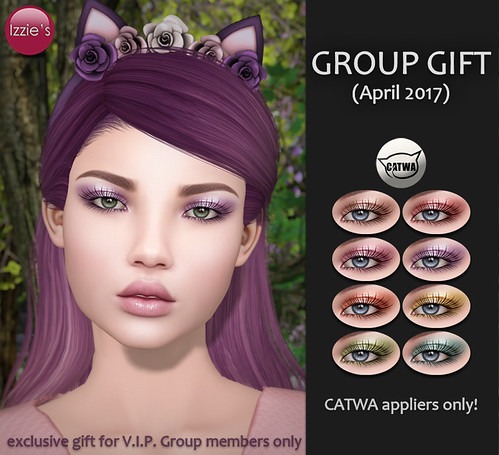 Izzie's
GROUP GIFT
(April 2017)
CATWA
CATWA appliers only!
exclusive gift for V.I.P. Group members only